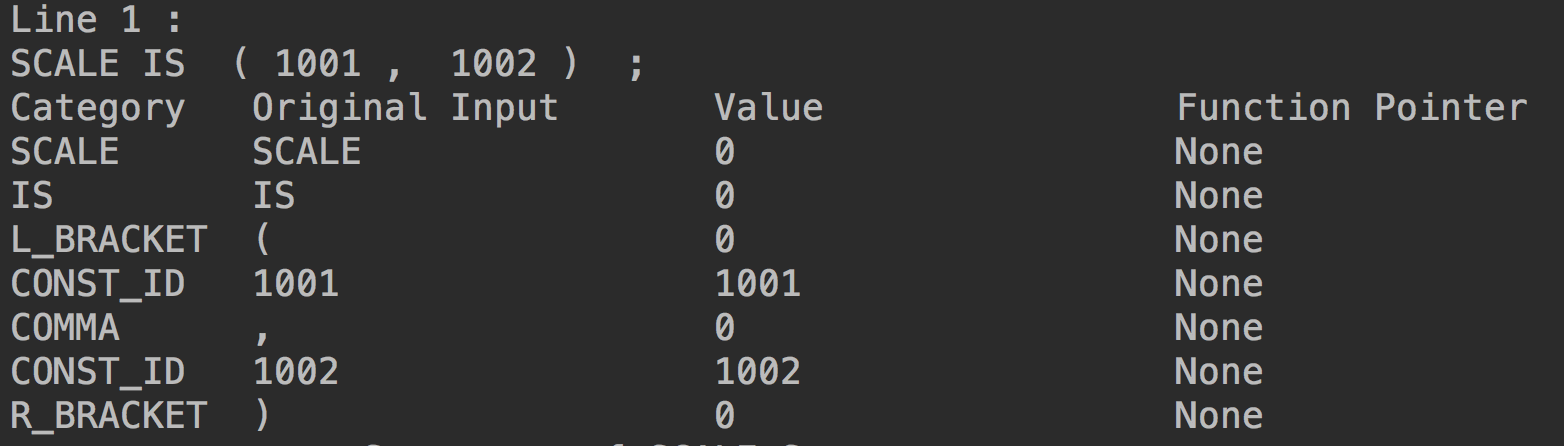 Line 1 :
SCALE IS  ( 1001 ,  1002 )  ;
Category   Original Input       Value                Function Pointer
SCALE      SCALE                0                    None
IS         IS                   0                    None
L_BRACKET  (                    0                    None
CONST_ID   1001                 1001                 None
COMMA      ,                    0                    None
CONST_ID   1002                 1002                 None
R_BRACKET  )                    0                    None